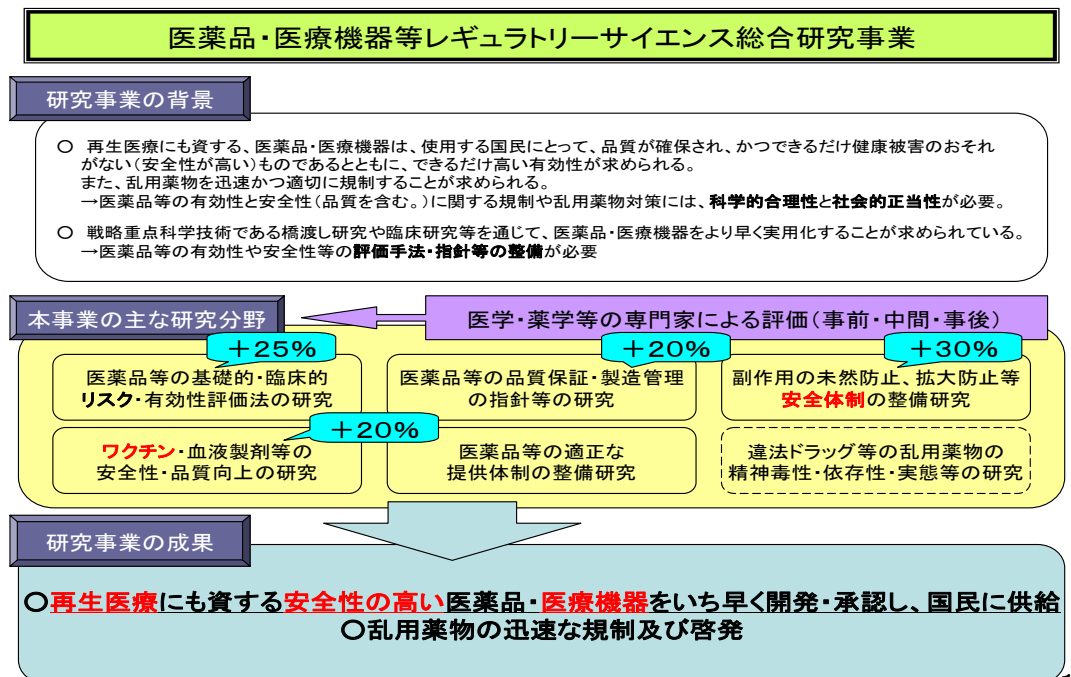 医薬品・医療機器等レギュラトリーサイエンス総合研究事業
研究事業の背景
○ 再生医療にも資する、医薬品・医療機器は、使用する国民にとって、品質が確保され、かつできるだけ健康被害のおそれ
がない(安全性が高い)ものであるとともに、できるだけ高い有効性が求められる。
また、乱用薬物を迅速かつ適切に規制することが求められる。
→医薬品等の有効性と安全性(品質を含む。)に関する規制や乱用薬物対策には、科学的合理性と社会的正当性が必要。
○ 戦略重点科学技術である橋渡し研究や臨床研究等を通じて、医薬品・医療機器をより早く実用化することが求められている。
→医薬品等の有効性や安全性等の評価手法・指針等の整備が必要
本事業の主な研究分野
医学・薬学等の専門家による評価(事前・中間・事後)
+25%
医薬品等の基礎的・臨床的
リスク・有効性評価法の研究
+20%
医薬品等の品質保証・製造管理
の指針等の研究
+30%
副作用の未然防止、拡大防止等
安全体制の整備研究
+20%
ワクチン・血液製剤等の
安全性・品質向上の研究
医薬品等の適正な
提供体制の整備研究
違法ドラッグ等の乱用薬物の
精神毒性・依存性・実態等の研究
研究事業の成果
○再生医療にも資する安全性の高い医薬品・医療機器をいち早く開発・承認し、国民に供給
○乱用薬物の迅速な規制及び啓発